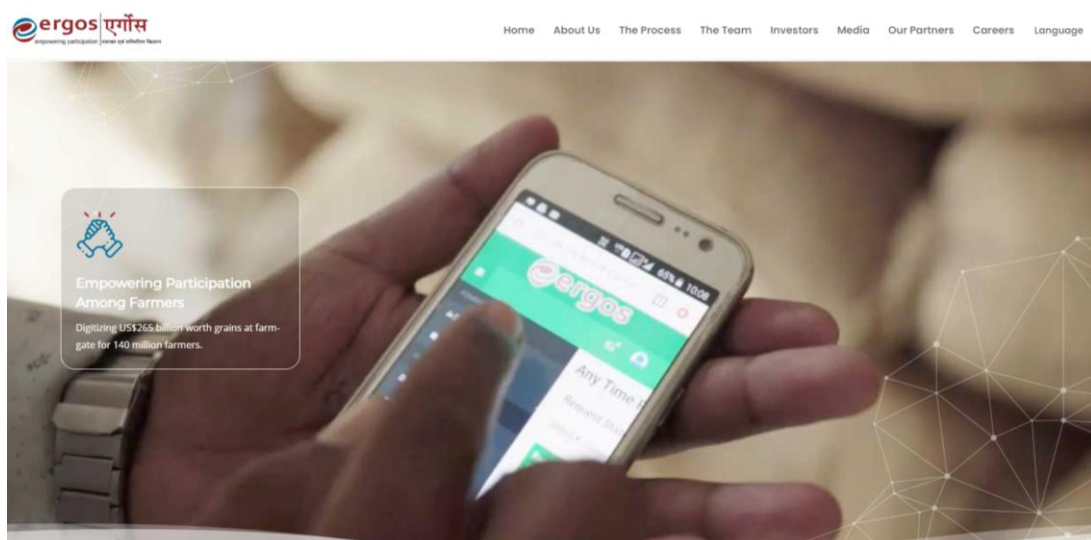 ergos एर्गोस
empowering participation
Home About Us The Process The Team Investors Media Our Partners Careers Language
65% 10:08
ergos
Any Time
Request
Empowering Participation
Among Farmers
Digitizing US$265 billion worth grains at farm-
gate for 140 million farmers.